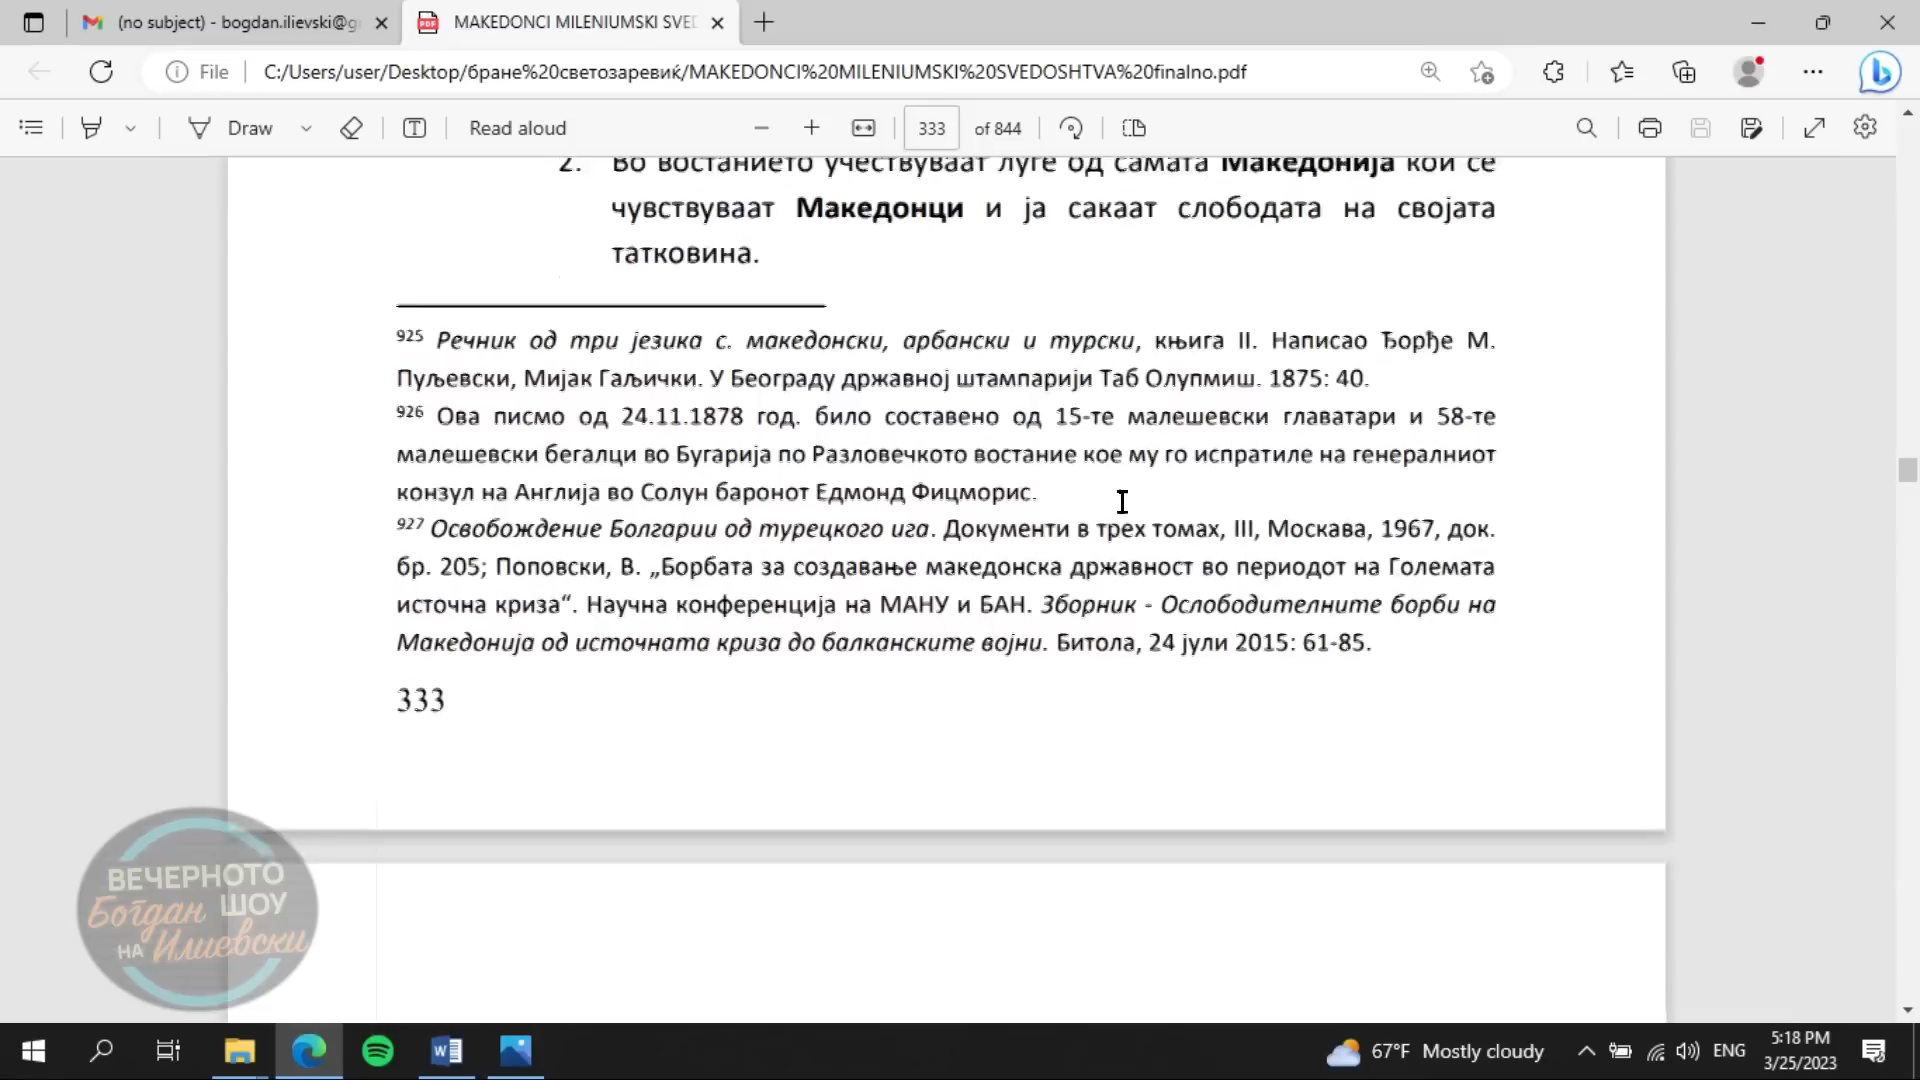 (no subject) - bogdan.ilievski@g
MAKEDONCI MILENIUMSKI SVE
File
C:/Users/user/Desktop/бране%20светозаревиќ/MAKEDONCI%20MILENIUMSKI%20SVEDOSHTVA%20finalno.pdf
Draw
Read aloud
333 of 844
2. Во востанието учествуваат луѓе од самата Македонија кои се
чувствуваат Македонци и ја сакаат слободата на својата
татковина.
925 Речник од три језика с. македонски, арбански и турски, књига II. Написао Ђорђе М.
Пуљевски, Мијак Гаљички. У Београду државној штампарији Таб Олупмиш. 1875: 40.
926 Ова писмо од 24.11.1878 год. било составено од 15-те малешевски главатари и 58-те
малешевски бегалци во Бугарија по Разловечкото востание кое му го испратиле на генералниот
конзул на Англија во Солун баронот Едмонд Фицморис.
927 Освобождение Болгарии од турецкого ига. Документи в трех томах, III, Москава, 1967, док.
бр. 205; Поповски, В. „Борбата за создавање македонска државност во периодот на Големата
источна криза“. Научна конференција на МАНУ и БАН. Зборник - Ослободителните борби на
Македонија од источната криза до балканските војни. Битола, 24 јули 2015: 61-85.
333
ВЕЧЕРНОТО
Богдан ШОУ
НА Илиевски
67°F Mostly cloudy
ENG
5:18 PM
3/25/2023